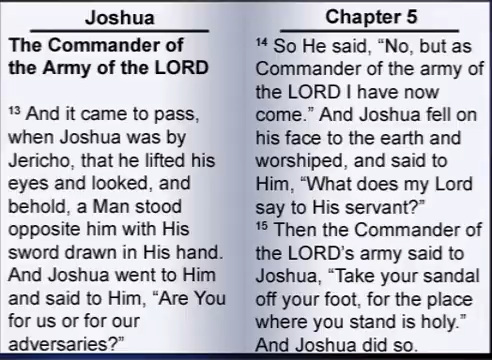 Joshua
The Commander of
the Army of the LORD
13 And it came to pass,
when Joshua was by
Jericho, that he lifted his
eyes and looked, and
behold, a Man stood
opposite him with His
sword drawn in His hand.
And Joshua went to Him
and said to Him, “Are You
for us or for our
adversaries?”
Chapter 5
14 So He said, “No, but as
Commander of the army of
the LORD I have now
come.” And Joshua fell on
his face to the earth and
worshiped, and said to
Him, “What does my Lord
say to His servant?”
15 Then the Commander of
the LORD’s army said to
Joshua, “Take your sandal
off your foot, for the place
where you stand is holy.”
And Joshua did so.